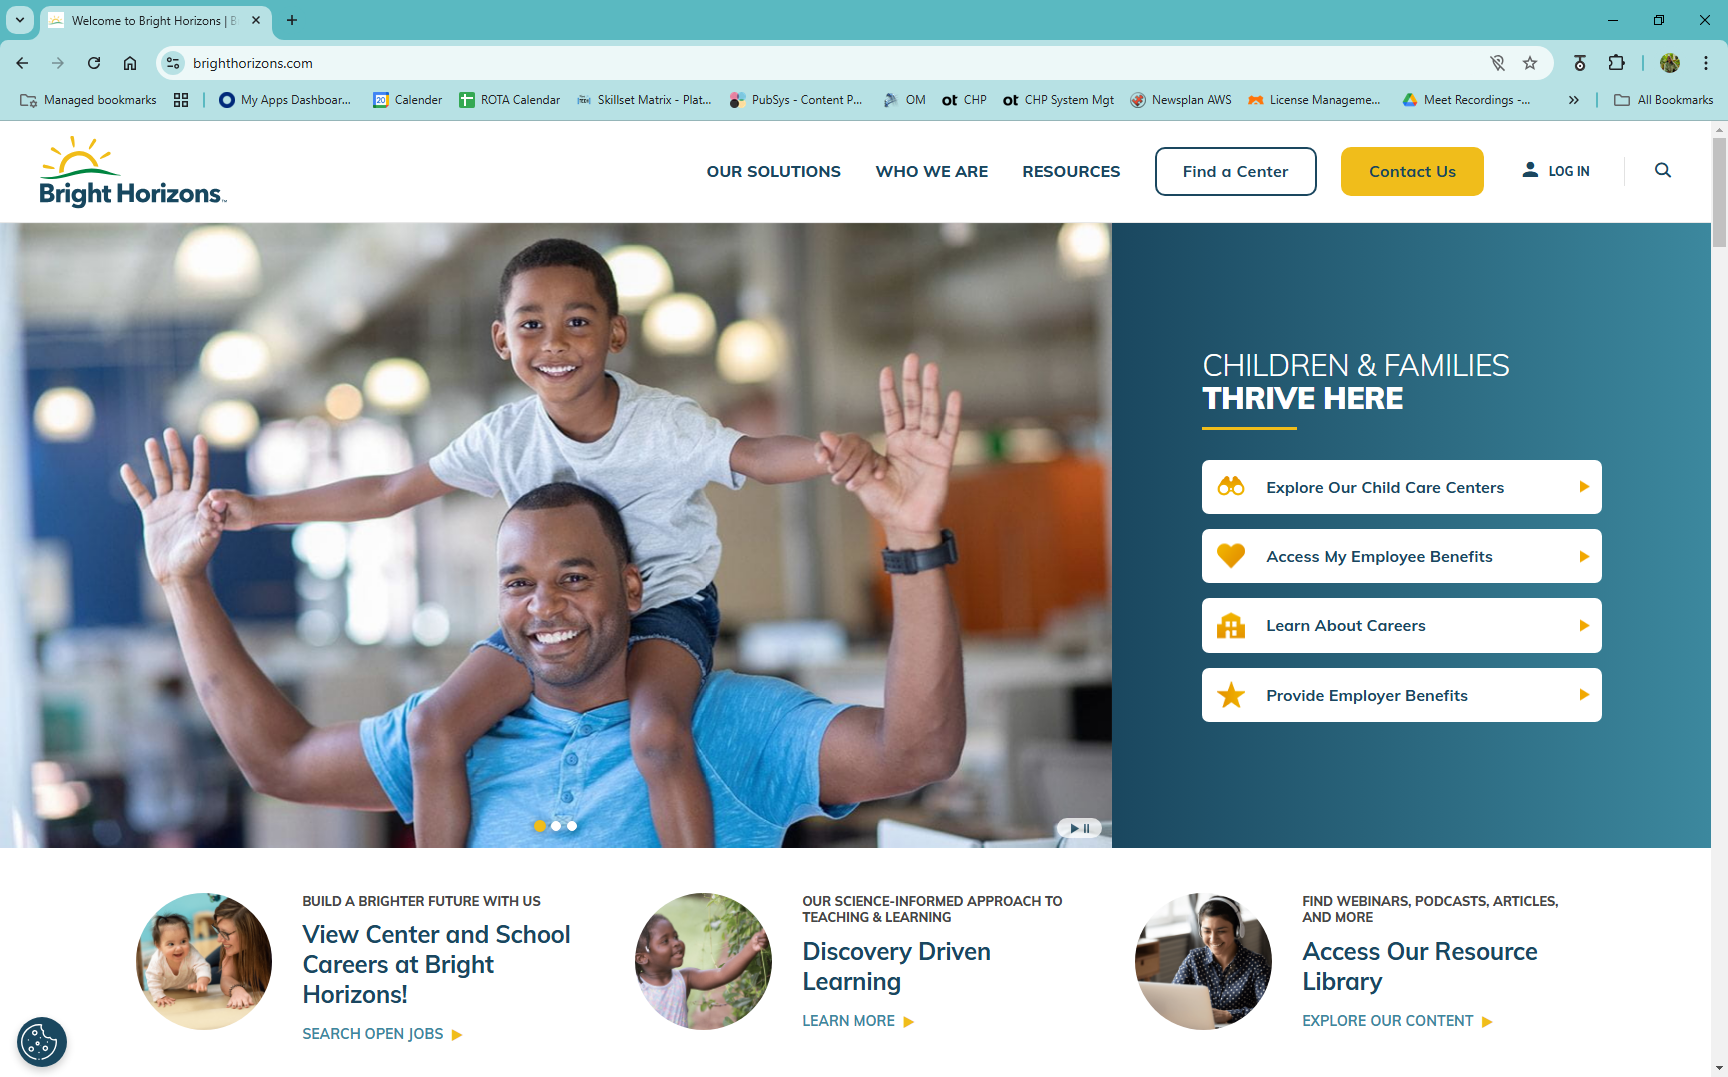 Welcome to Bright Horizons | B
brighthorizons.com
Managed bookmarks
My Apps Dashboar...
Calender
ROTA Calendar
Skillset Matrix - Plat...
PubSys - Content P...
OM
CHP
CHP System Mgt
Newsplan AWS
License Manageme...
Meet Recordings -...
All Bookmarks
Bright Horizons
OUR SOLUTIONS
WHO WE ARE
RESOURCES
Find a Center
Contact Us
LOG IN
CHILDREN & FAMILIES
THRIVE HERE
Explore Our Child Care Centers
Access My Employee Benefits
Learn About Careers
Provide Employer Benefits
BUILD A BRIGHTER FUTURE WITH US
View Center and School
Careers at Bright
Horizons!
SEARCH OPEN JOBS
OUR SCIENCE-INFORMED APPROACH TO
TEACHING & LEARNING
Discovery Driven
Learning
LEARN MORE
FIND WEBINARS, PODCASTS, ARTICLES,
AND MORE
Access Our Resource
Library
EXPLORE OUR CONTENT